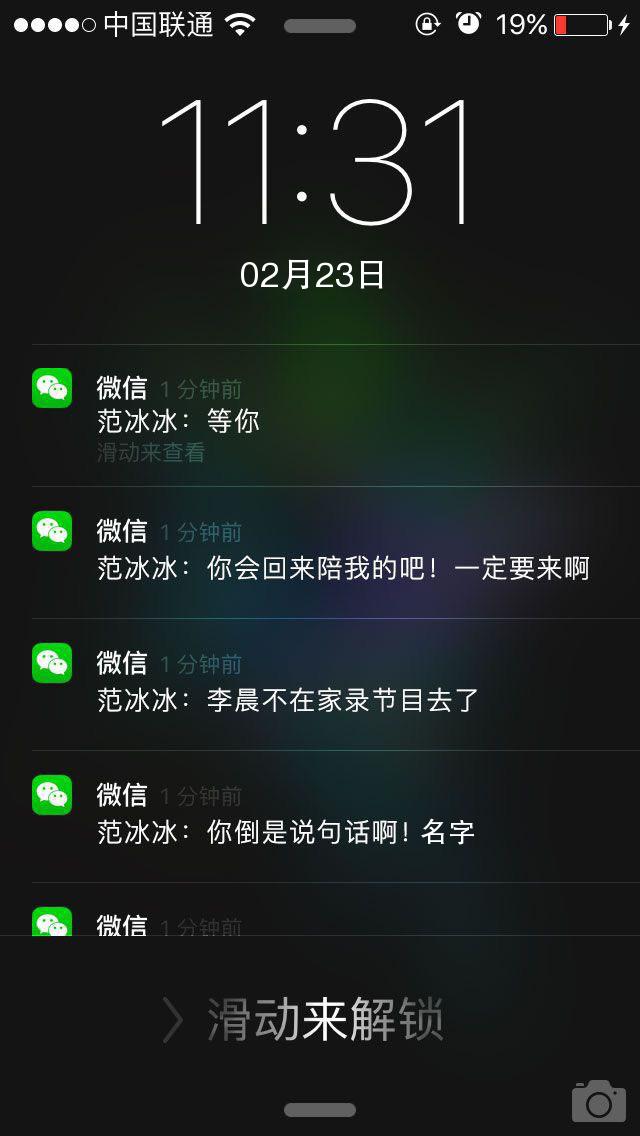 中国联通 19%
11:31
02月23日
微信 1分钟前
范冰冰：等你
滑动来查看
微信 1分钟前
范冰冰：你会回来陪我的吧！一定要来啊
微信 1分钟前
范冰冰：李晨不在家录节目去了
微信 1分钟前
范冰冰：你倒是说句话啊！名字
微信 1分钟前
滑动来解锁